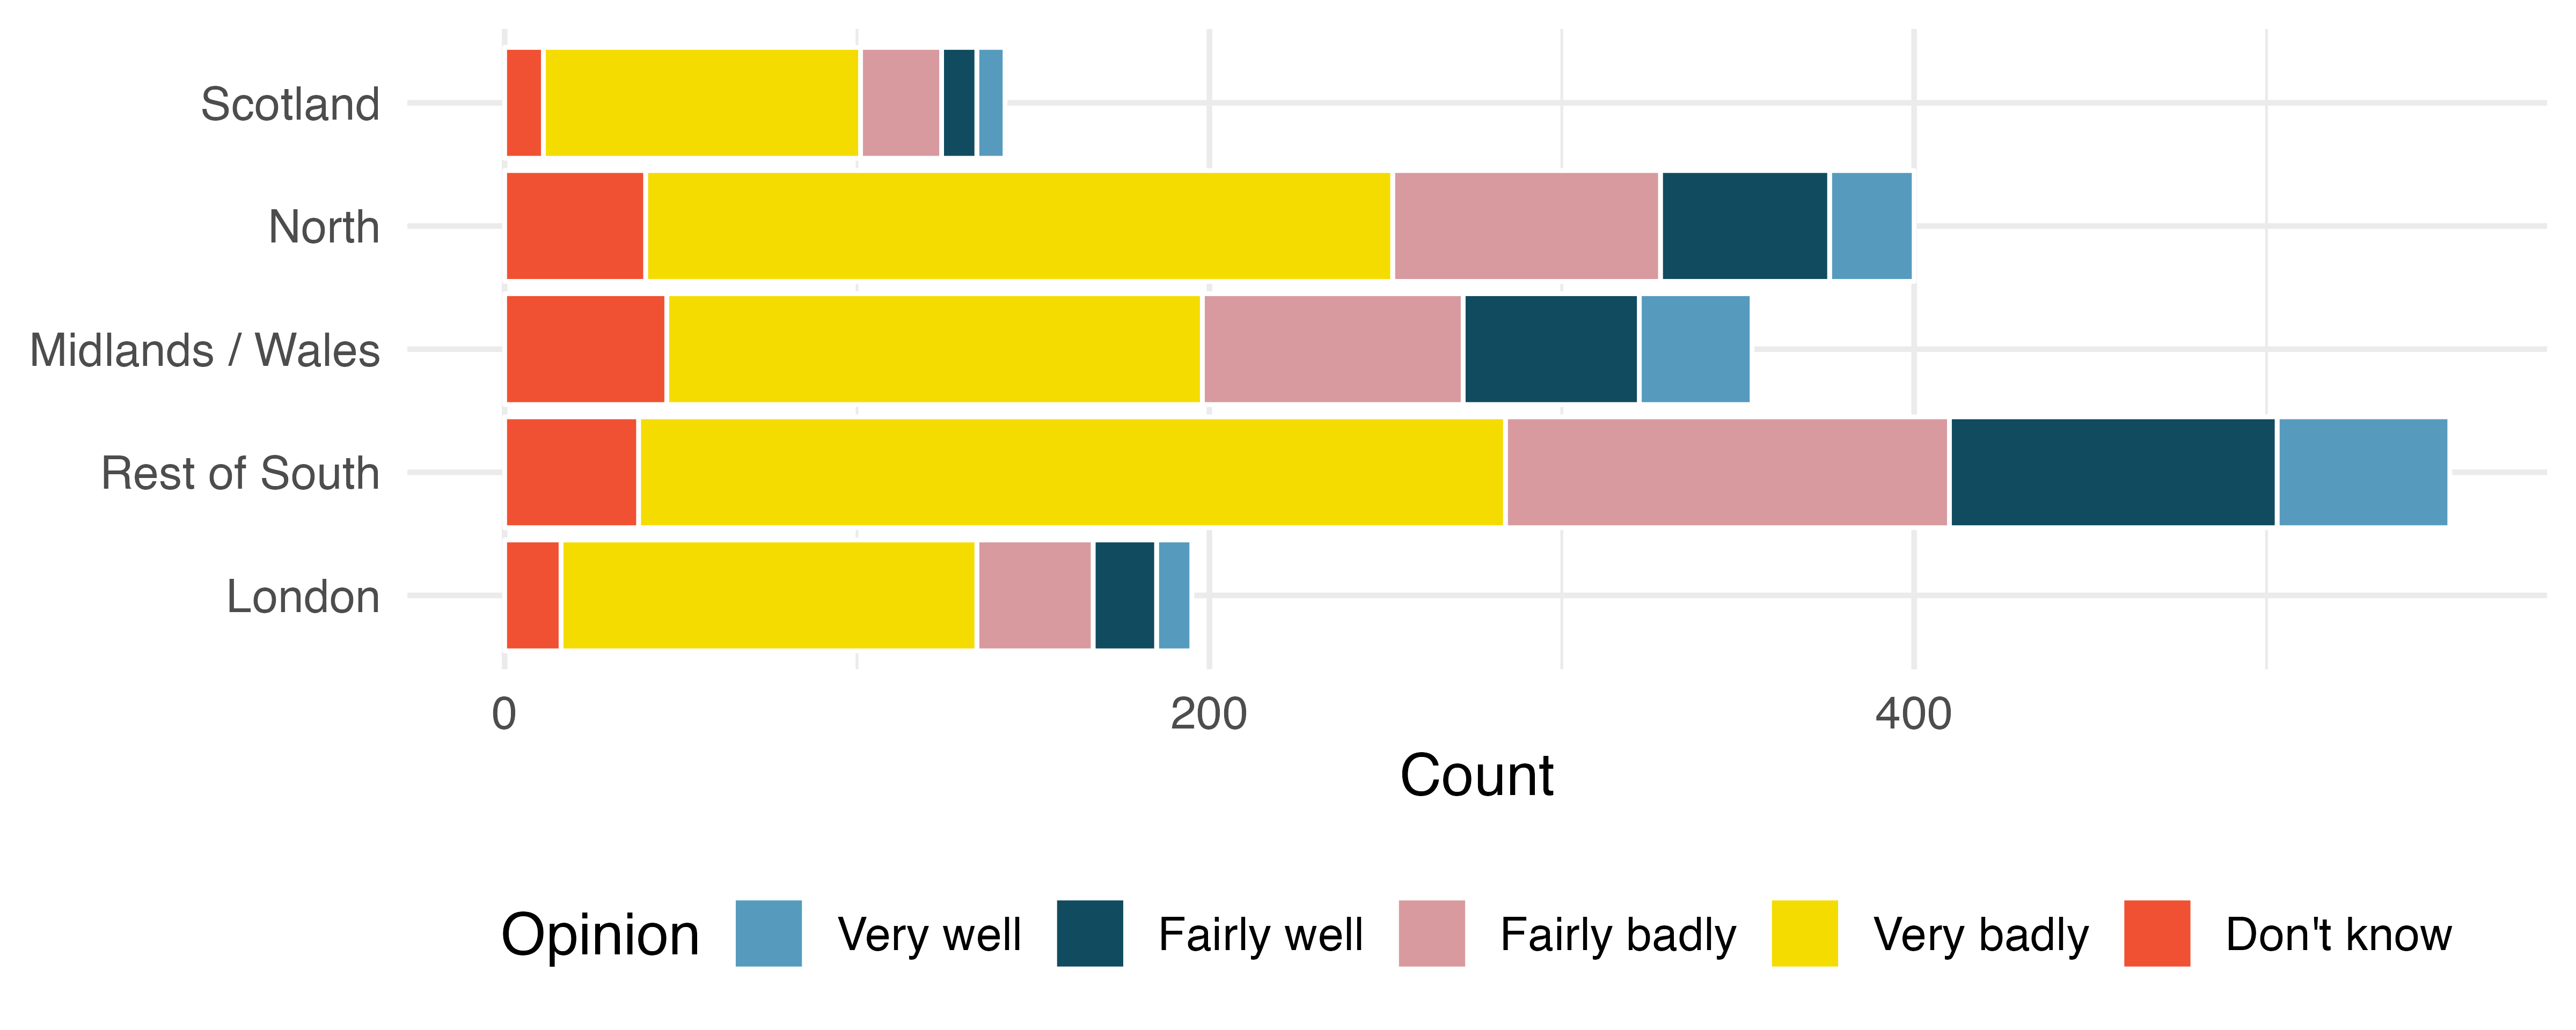 Scotland
North
Midlands / Wales
Rest of South
London
0 200 400
Count
Opinion Very well Fairly well Fairly badly Very badly Don't know